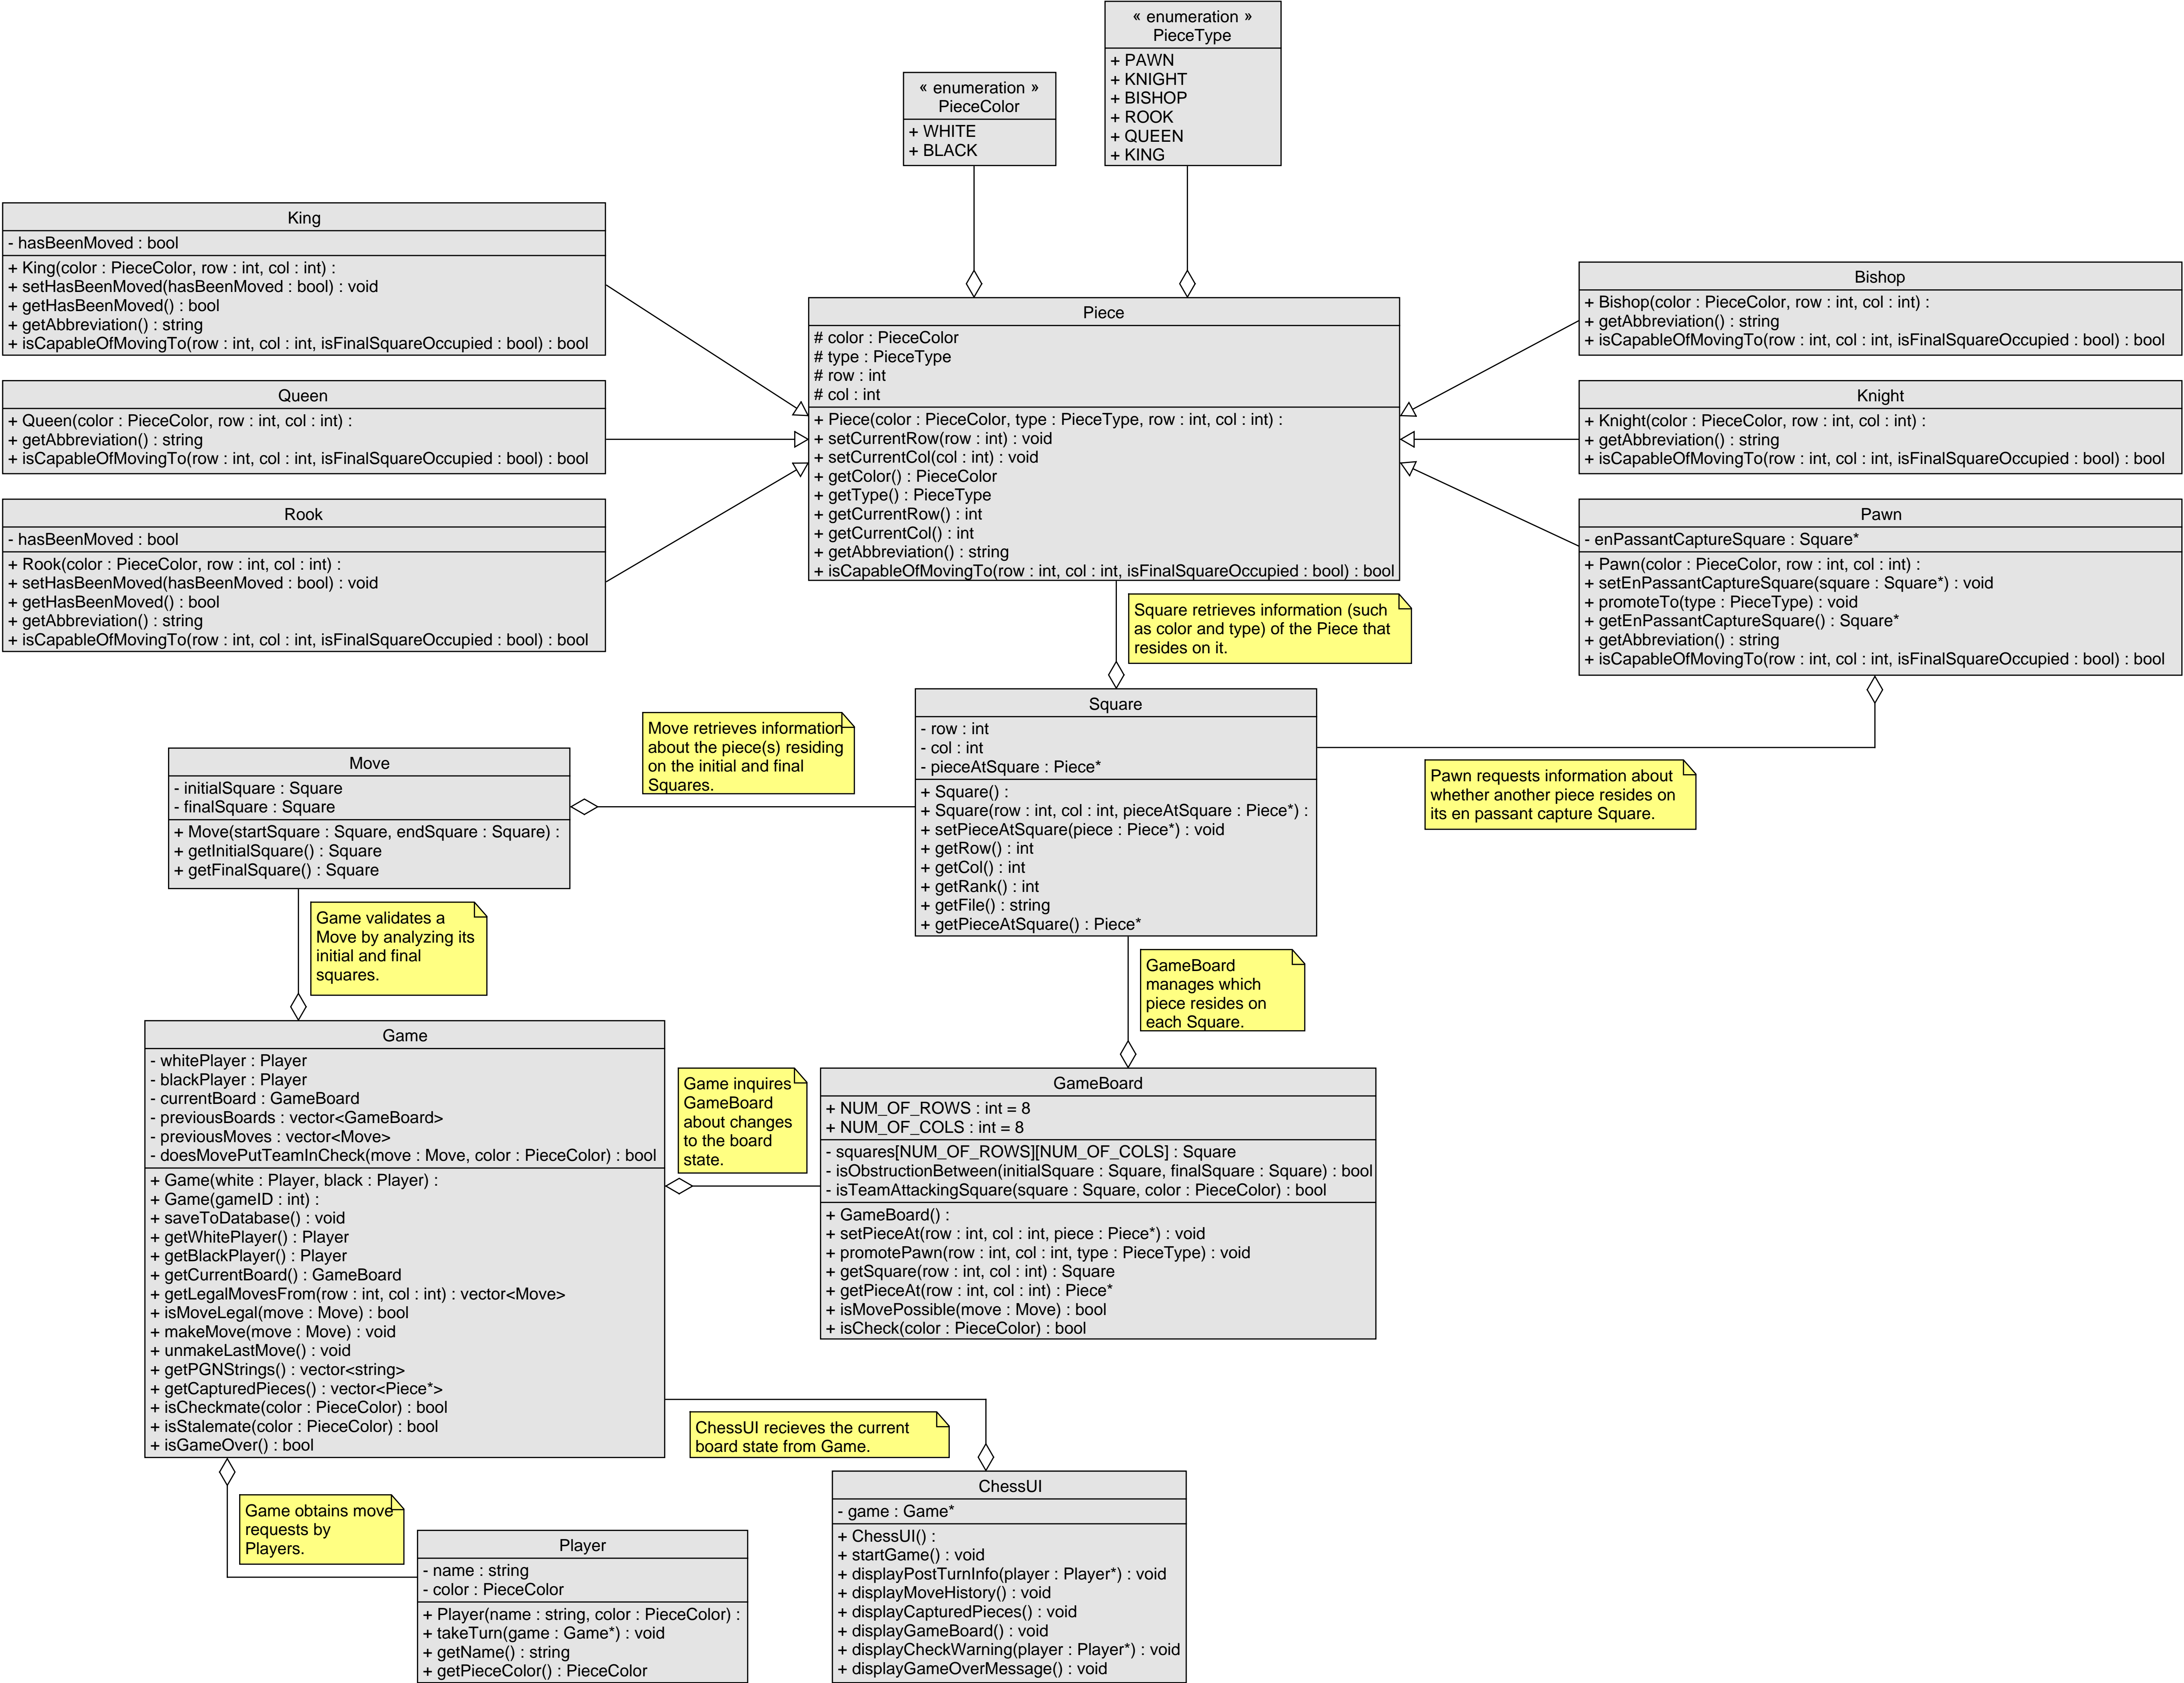 « enumeration »
PieceType
+ PAWN
+ KNIGHT
+ BISHOP
+ ROOK
+ QUEEN
+ KING
« enumeration »
PieceColor
+ WHITE
+ BLACK
King
- hasBeenMoved : bool
+ King(color : PieceColor, row : int, col : int) :
+ setHasBeenMoved(hasBeenMoved : bool) : void
+ getHasBeenMoved() : bool
+ getAbbreviation() : string
+ isCapableOfMovingTo(row : int, col : int, isFinalSquareOccupied : bool) : bool
Queen
+ Queen(color : PieceColor, row : int, col : int) :
+ getAbbreviation() : string
+ isCapableOfMovingTo(row : int, col : int, isFinalSquareOccupied : bool) : bool
Rook
- hasBeenMoved : bool
+ Rook(color : PieceColor, row : int, col : int) :
+ setHasBeenMoved(hasBeenMoved : bool) : void
+ getHasBeenMoved() : bool
+ getAbbreviation() : string
+ isCapableOfMovingTo(row : int, col : int, isFinalSquareOccupied : bool) : bool
Piece
# color : PieceColor
# type : PieceType
# row : int
# col : int
+ Piece(color : PieceColor, type : PieceType, row : int, col : int) :
+ setCurrentRow(row : int) : void
+ setCurrentCol(col : int) : void
+ getColor() : PieceColor
+ getType() : PieceType
+ getCurrentRow() : int
+ getCurrentCol() : int
+ getAbbreviation() : string
+ isCapableOfMovingTo(row : int, col : int, isFinalSquareOccupied : bool) : bool
Bishop
+ Bishop(color : PieceColor, row : int, col : int) :
+ getAbbreviation() : string
+ isCapableOfMovingTo(row : int, col : int, isFinalSquareOccupied : bool) : bool
Knight
+ Knight(color : PieceColor, row : int, col : int) :
+ getAbbreviation() : string
+ isCapableOfMovingTo(row : int, col : int, isFinalSquareOccupied : bool) : bool
Pawn
- enPassantCaptureSquare : Square*
+ Pawn(color : PieceColor, row : int, col : int) :
+ setEnPassantCaptureSquare(square : Square*) : void
+ promoteTo(type : PieceType) : void
+ getEnPassantCaptureSquare() : Square*
+ getAbbreviation() : string
+ isCapableOfMovingTo(row : int, col : int, isFinalSquareOccupied : bool) : bool
Square retrieves information (such
as color and type) of the Piece that
resides on it.
Move retrieves information
about the piece(s) residing
on the initial and final
Squares.
Square
- row : int
- col : int
- pieceAtSquare : Piece*
+ Square() :
+ Square(row : int, col : int, pieceAtSquare : Piece*) :
+ setPieceAtSquare(piece : Piece*) : void
+ getRow() : int
+ getCol() : int
+ getRank() : int
+ getFile() : string
+ getPieceAtSquare() : Piece*
Pawn requests information about
whether another piece resides on
its en passant capture Square.
Move
- initialSquare : Square
- finalSquare : Square
+ Move(startSquare : Square, endSquare : Square) :
+ getInitialSquare() : Square
+ getFinalSquare() : Square
Game validates a
Move by analyzing its
initial and final
squares.
GameBoard
manages which
piece resides on
each Square.
Game
- whitePlayer : Player
- blackPlayer : Player
- currentBoard : GameBoard
- previousBoards : vector<GameBoard>
- previousMoves : vector<Move>
- doesMovePutTeamInCheck(move : Move, color : PieceColor) : bool
+ Game(white : Player, black : Player) :
+ Game(gameID : int) :
+ saveToDatabase() : void
+ getWhitePlayer() : Player
+ getBlackPlayer() : Player
+ getCurrentBoard() : GameBoard
+ getLegalMovesFrom(row : int, col : int) : vector<Move>
+ isMoveLegal(move : Move) : bool
+ makeMove(move : Move) : void
+ unmakeLastMove() : void
+ getPGNStrings() : vector<string>
+ getCapturedPieces() : vector<Piece*>
+ isCheckmate(color : PieceColor) : bool
+ isStalemate(color : PieceColor) : bool
+ isGameOver() : bool
Game inquires
GameBoard
about changes
to the board
state.
GameBoard
+ NUM_OF_ROWS : int = 8
+ NUM_OF_COLS : int = 8
- squares[NUM_OF_ROWS][NUM_OF_COLS] : Square
- isObstructionBetween(initialSquare : Square, finalSquare : Square) : bool
- isTeamAttackingSquare(square : Square, color : PieceColor) : bool
+ GameBoard() :
+ setPieceAt(row : int, col : int, piece : Piece*) : void
+ promotePawn(row : int, col : int, type : PieceType) : void
+ getSquare(row : int, col : int) : Square
+ getPieceAt(row : int, col : int) : Piece*
+ isMovePossible(move : Move) : bool
+ isCheck(color : PieceColor) : bool
ChessUI recieves the current
board state from Game.
Game obtains move
requests by
Players.
Player
- name : string
- color : PieceColor
+ Player(name : string, color : PieceColor) :
+ takeTurn(game : Game*) : void
+ getName() : string
+ getPieceColor() : PieceColor
ChessUI
- game : Game*
+ ChessUI() :
+ startGame() : void
+ displayPostTurnInfo(player : Player*) : void
+ displayMoveHistory() : void
+ displayCapturedPieces() : void
+ displayGameBoard() : void
+ displayCheckWarning(player : Player*) : void
+ displayGameOverMessage() : void